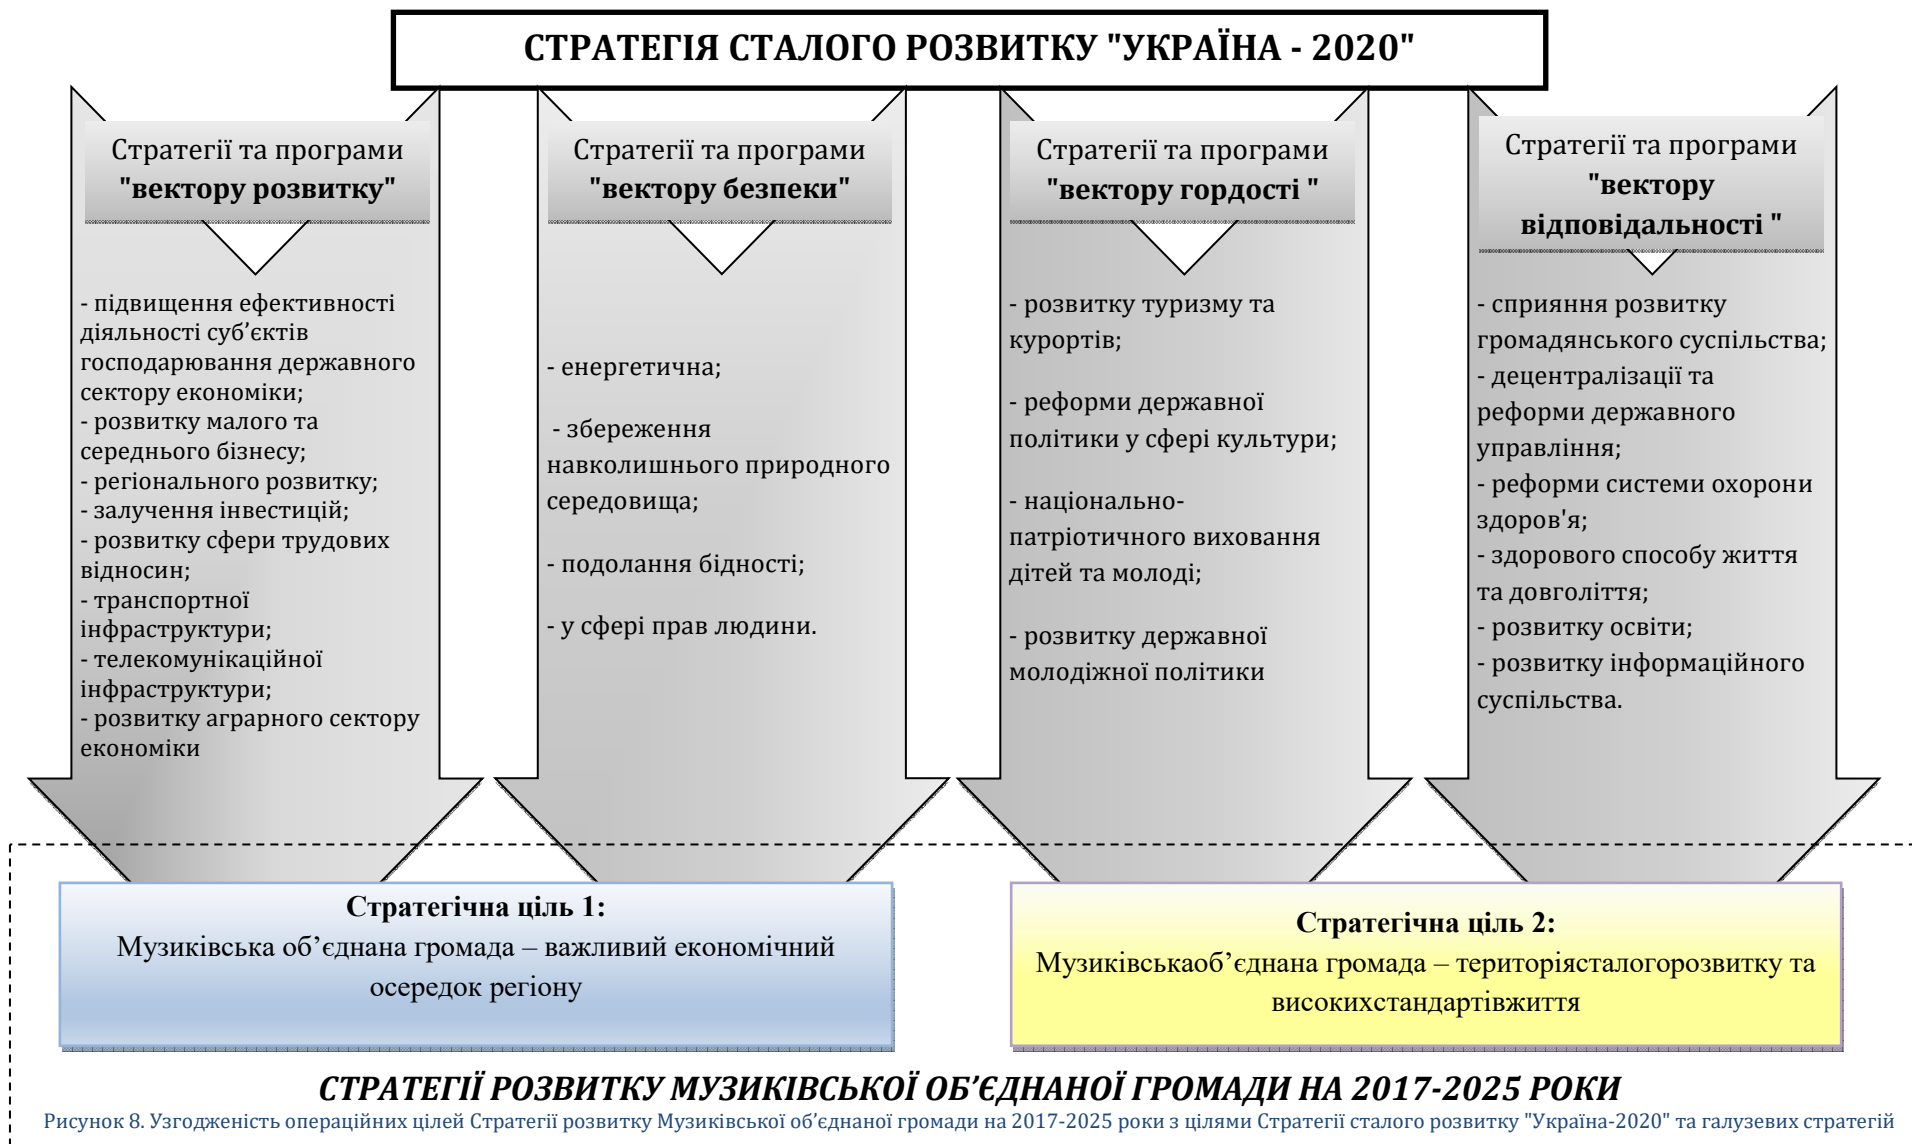 СТРАТЕГІЯ СТАЛОГО РОЗВИТКУ "УКРАЇНА - 2020"
Стратегії та програми
"вектору розвитку"
- підвищення ефективності
діяльності суб’єктів
господарювання державного
сектору економіки;
- розвитку малого та
середнього бізнесу;
- регіонального розвитку;
- залучення інвестицій;
- розвитку сфери трудових
відносин;
- транспортної
інфраструктури;
- телекомунікаційної
інфраструктури;
- розвитку аграрного сектору
економіки
Стратегії та програми
"вектору безпеки"
- енергетична;
- збереження
навколишнього природного
середовища;
- подолання бідності;
- у сфері прав людини.
Стратегії та програми
"вектору гордості "
- розвитку туризму та
курортів;
- реформи державної
політики у сфері культури;
- національно-
патріотичного виховання
дітей та молоді;
- розвитку державної
молодіжної політики
Стратегії та програми
"вектору
відповідальності "
- сприяння розвитку
громадянського суспільства;
- децентралізації та
реформи державного
управління;
- реформи системи охорони
здоров'я;
- здорового способу життя
та довголіття;
- розвитку освіти;
- розвитку інформаційного
суспільства.
Стратегічна ціль 1:
Музиківська об’єднана громада – важливий економічний
осередок регіону
Стратегічна ціль 2:
Музиківськаоб’єднана громада – територіясталогорозвитку та
високихстандартівжиття
СТРАТЕГІЇ РОЗВИТКУ МУЗИКІВСЬКОЇ ОБ’ЄДНАНОЇ ГРОМАДИ НА 2017-2025 РОКИ
Рисунок 8. Узгодженість операційних цілей Стратегії розвитку Музиківської об’єднаної громади на 2017-2025 роки з цілями Стратегії сталого розвитку "Україна-2020" та галузевих стратегій